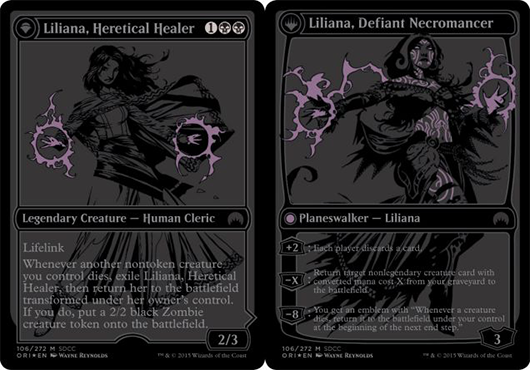 Liliana, Heretical Healer 1
Legendary Creature — Human Cleric
Lifelink
Whenever another nontoken creature
you control dies, exile Liliana, Heretical
Healer, then return her to the battlefield
transformed under her owner's control.
If you do, put a 2/2 black Zombie
creature token onto the battlefield.
2/3
106/272 M SDCC
ORI • EN WAYNE REYNOLDS
™ & © 2015 Wizards of the Coast
Liliana, Defiant Necromancer
Planeswalker — Liliana
+2 : Each player discards a card.
−X : Return target nonlegendary creature card with
converted mana cost X from your graveyard to
the battlefield.
−8 : You get an emblem with "Whenever a creature
dies, return it to the battlefield under your control
at the beginning of the next end step."
3
106/272 M SDCC
ORI • EN WAYNE REYNOLDS
™ & © 2015 Wizards of the Coast